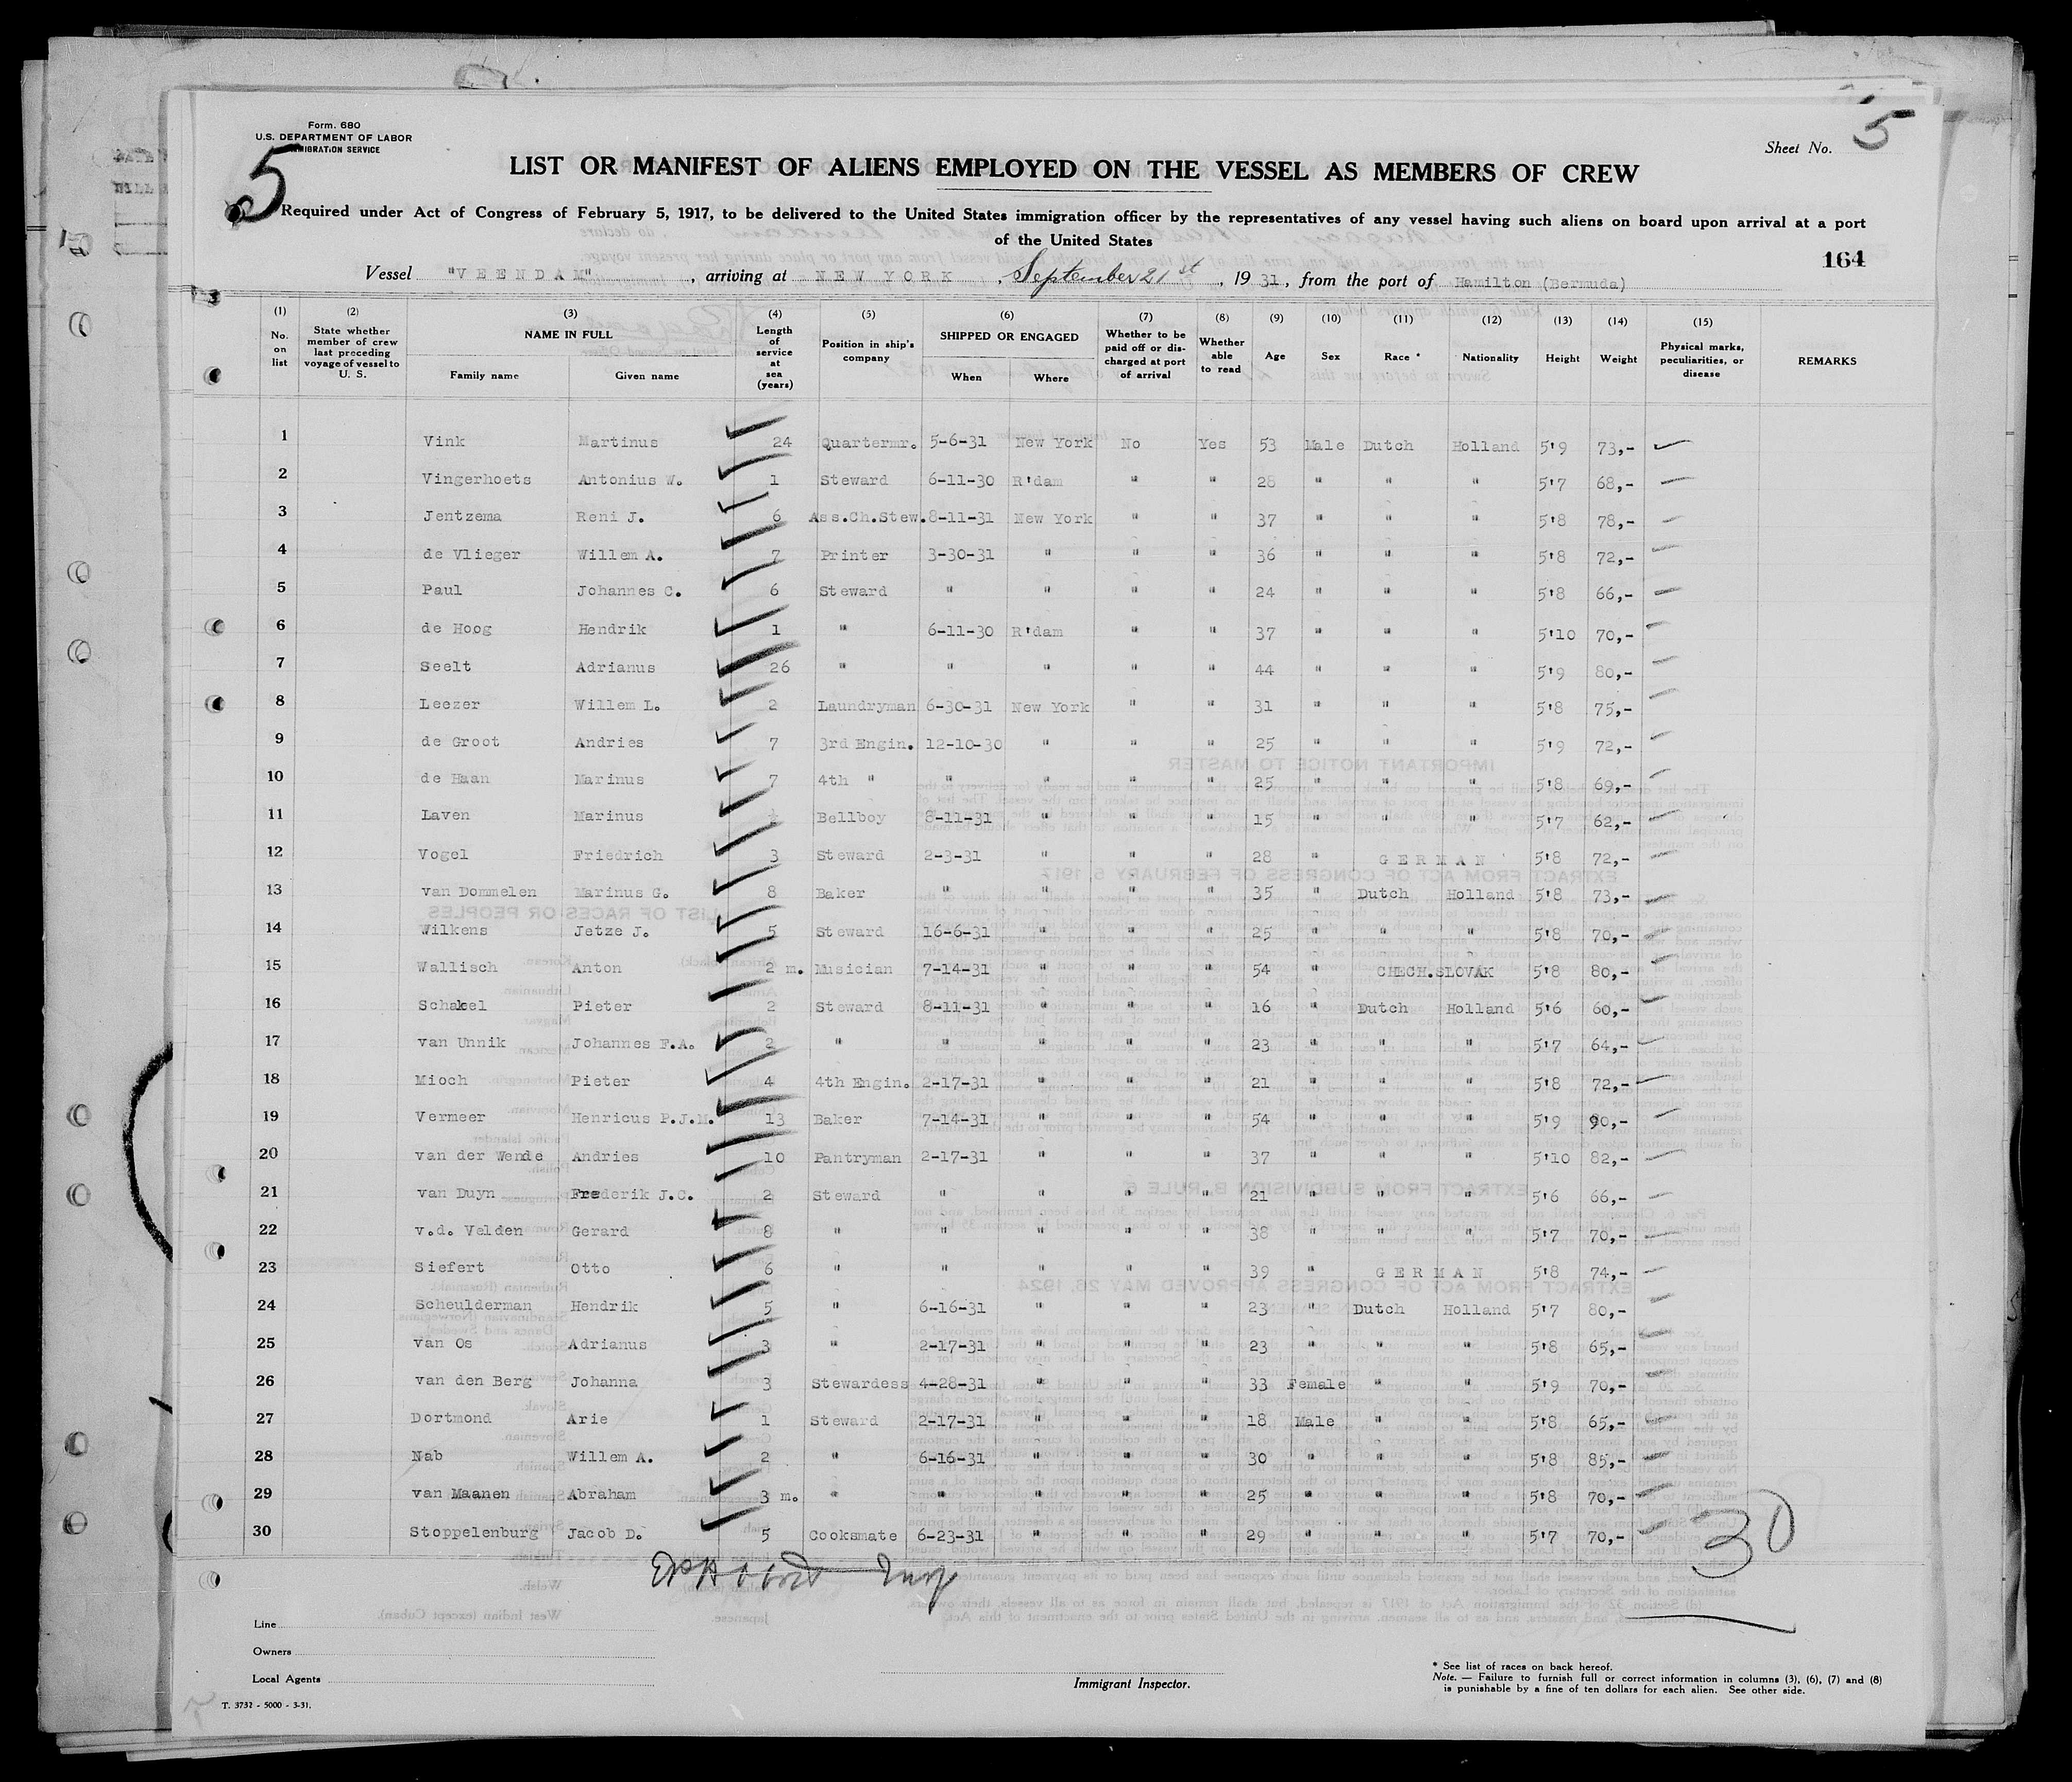 Form. 680
U.S. DEPARTMENT OF LABOR
IMMIGRATION SERVICE
5
Sheet No. 5
LIST OR MANIFEST OF ALIENS EMPLOYED ON THE VESSEL AS MEMBERS OF CREW
Required under Act of Congress of February 5, 1917, to be delivered to the United States immigration officer by the representatives of any vessel having such aliens on board upon arrival at a port
of the United States
164
Vessel "VEENDAM", arriving at NEW YORK, September 21st, 1931, from the port of Hamilton (Bermuda)
(1) No. on list (2) State whether member of crew last preceding voyage of vessel to U. S. (3) NAME IN FULL Family name Given name (4) Length of service at sea (years) (5) Position in ship's company (6) SHIPPED OR ENGAGED When Where (7) Whether to be paid off or discharged at port of arrival (8) Whether able to read (9) Age (10) Sex (11) Race * (12) Nationality (13) Height (14) Weight (15) Physical marks, peculiarities, or disease REMARKS
1 Vink Martinus 24 Quartermr. 5-6-31 New York No Yes 53 Male Dutch Holland 5'9 73,-
2 Vingerhoets Antonius W. 1 Steward 6-11-30 R'dam " " 28 " " " 5'7 68,-
3 Jentzema Reni J. 6 Ass.Ch.Stew. 8-11-31 New York " " 37 " " " 5'8 78,-
4 de Vlieger Willem A. 7 Printer 3-30-31 " " " 36 " " " 5'8 72,-
5 Paul Johannes C. 6 Steward " " " " 24 " " " 5'8 66,-
6 de Hoog Hendrik 1 " 6-11-30 R'dam " " 37 " " " 5'10 70,-
7 Seelt Adrianus 26 " " " " " 44 " " " 5'9 80,-
8 Leezer Willem L. 2 Laundryman 6-30-31 New York " " 31 " " " 5'8 75,-
9 de Groot Andries 7 3rd Engin. 12-10-30 " " " 25 " " " 5'9 72,-
10 de Haan Marinus 7 4th " " " " " 25 " " " 5'8 69,-
11 Laven Marinus Bellboy 8-11-31 " " " 15 " " " 5'7 62,-
12 Vogel Friedrich 3 Steward 2-3-31 " " " 28 " GERMAN 5'8 72,-
13 van Dommelen Marinus G. 8 Baker " " " " 35 " Dutch Holland 5'8 73,-
14 Wilkens Jetze J. 5 Steward 16-6-31 " " " 25 " " " 5'8 70,-
15 Wallisch Anton 2 m. Musician 7-14-31 " " " 54 " CHECH.SLOVAK 5'8 80,-
16 Schakel Pieter 2 Steward 8-11-31 " " " 16 " Dutch Holland 5'6 60,-
17 van Unnik Johannes F.A. 2 " " " " " 23 " " " 5'7 64,-
18 Mioch Pieter 4 4th Engin. 2-17-31 " " " 21 " " " 5'8 72,-
19 Vermeer Henricus P.J.M. 13 Baker 7-14-31 " " " 54 " " " 5'9 90,-
20 van der Wende Andries 10 Pantryman 2-17-31 " " " 37 " " " 5'10 82,-
21 van Duyn Frederik J.C. 2 Steward " " " " 21 " " " 5'6 66,-
22 v.d. Velden Gerard 8 " " " " " 38 " " " 5'7 70,-
23 Siefert Otto 6 " " " " " 39 " GERMAN 5'8 74,-
24 Scheulderman Hendrik 5 " 6-16-31 " " " 23 " Dutch Holland 5'7 80,-
25 van Os Adrianus 3 " 2-17-31 " " " 23 " " " 5'8 65,-
26 van den Berg Johanna 3 Stewardess 4-28-31 " " " 33 Female " " 5'9 70,-
27 Dortmond Arie 1 Steward 2-17-31 " " " 18 Male " " 5'8 65,-
28 Nab Willem A. 2 " 6-16-31 " " " 30 " " " 5'8 85,-
29 van Maanen Abraham 3 m. " " " " " 25 " " " 5'8 70,-
30 Stoppelenburg Jacob D. 5 Cooksmate 6-23-31 " " " 29 " " " 5'7 70,-
30
Line
Owners
Local Agents
Immigrant Inspector.
* See list of races on back hereof.
Note. — Failure to furnish full or correct information in columns (3), (6), (7) and (8)
is punishable by a fine of ten dollars for each alien. See other side.
T. 3732 - 5000 - 3-31.